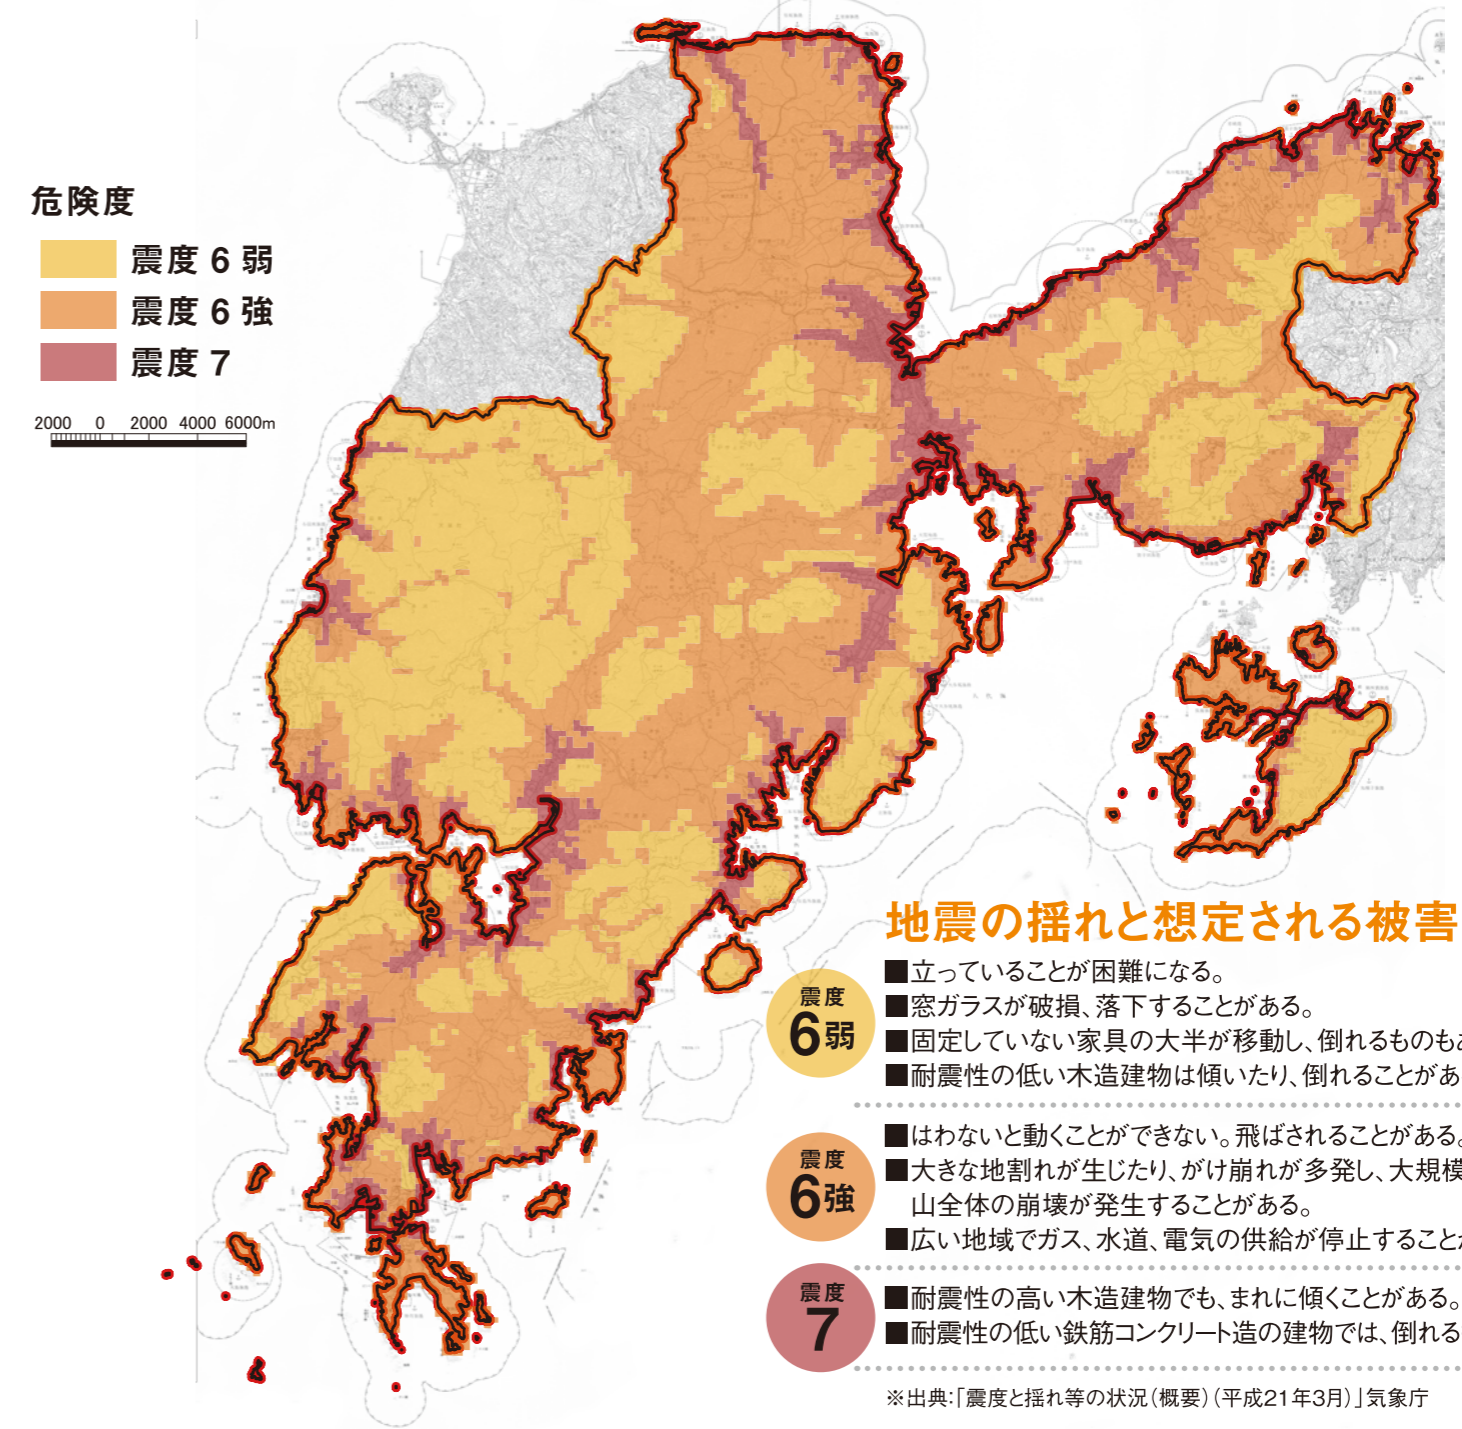 危険度
震度6弱
震度6強
震度7
2000 0 2000 4000 6000m
地震の揺れと想定される被害
震度
6弱
■立っていることが困難になる。
■窓ガラスが破損、落下することがある。
■固定していない家具の大半が移動し、倒れるものもあ
■耐震性の低い木造建物は傾いたり、倒れることがあ
震度
6強
■はわないと動くことができない。飛ばされることがある。
■大きな地割れが生じたり、がけ崩れが多発し、大規模
山全体の崩壊が発生することがある。
■広い地域でガス、水道、電気の供給が停止することが
震度
7
■耐震性の高い木造建物でも、まれに傾くことがある。
■耐震性の低い鉄筋コンクリート造の建物では、倒れる
※出典:「震度と揺れ等の状況(概要)(平成21年3月)」気象庁